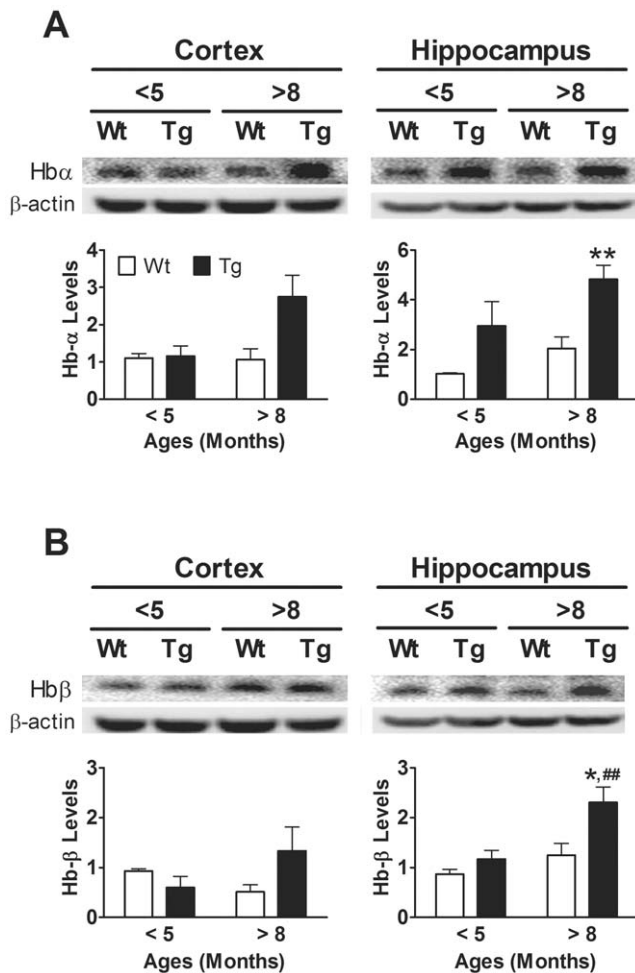 A
Cortex Hippocampus
<5 >8 <5 >8
Wt Tg Wt Tg Wt Tg Wt Tg
Hbα
β-actin
4
3
2
1
0
Hb-α Levels
Wt Tg
< 5 > 8
Ages (Months)
6
4
2
0
Hb-α Levels
**
< 5 > 8
Ages (Months)
B
Cortex Hippocampus
<5 >8 <5 >8
Wt Tg Wt Tg Wt Tg Wt Tg
Hbβ
β-actin
3
2
1
0
Hb-β Levels
< 5 > 8
Ages (Months)
3
2
1
0
Hb-β Levels
*,##
< 5 > 8
Ages (Months)